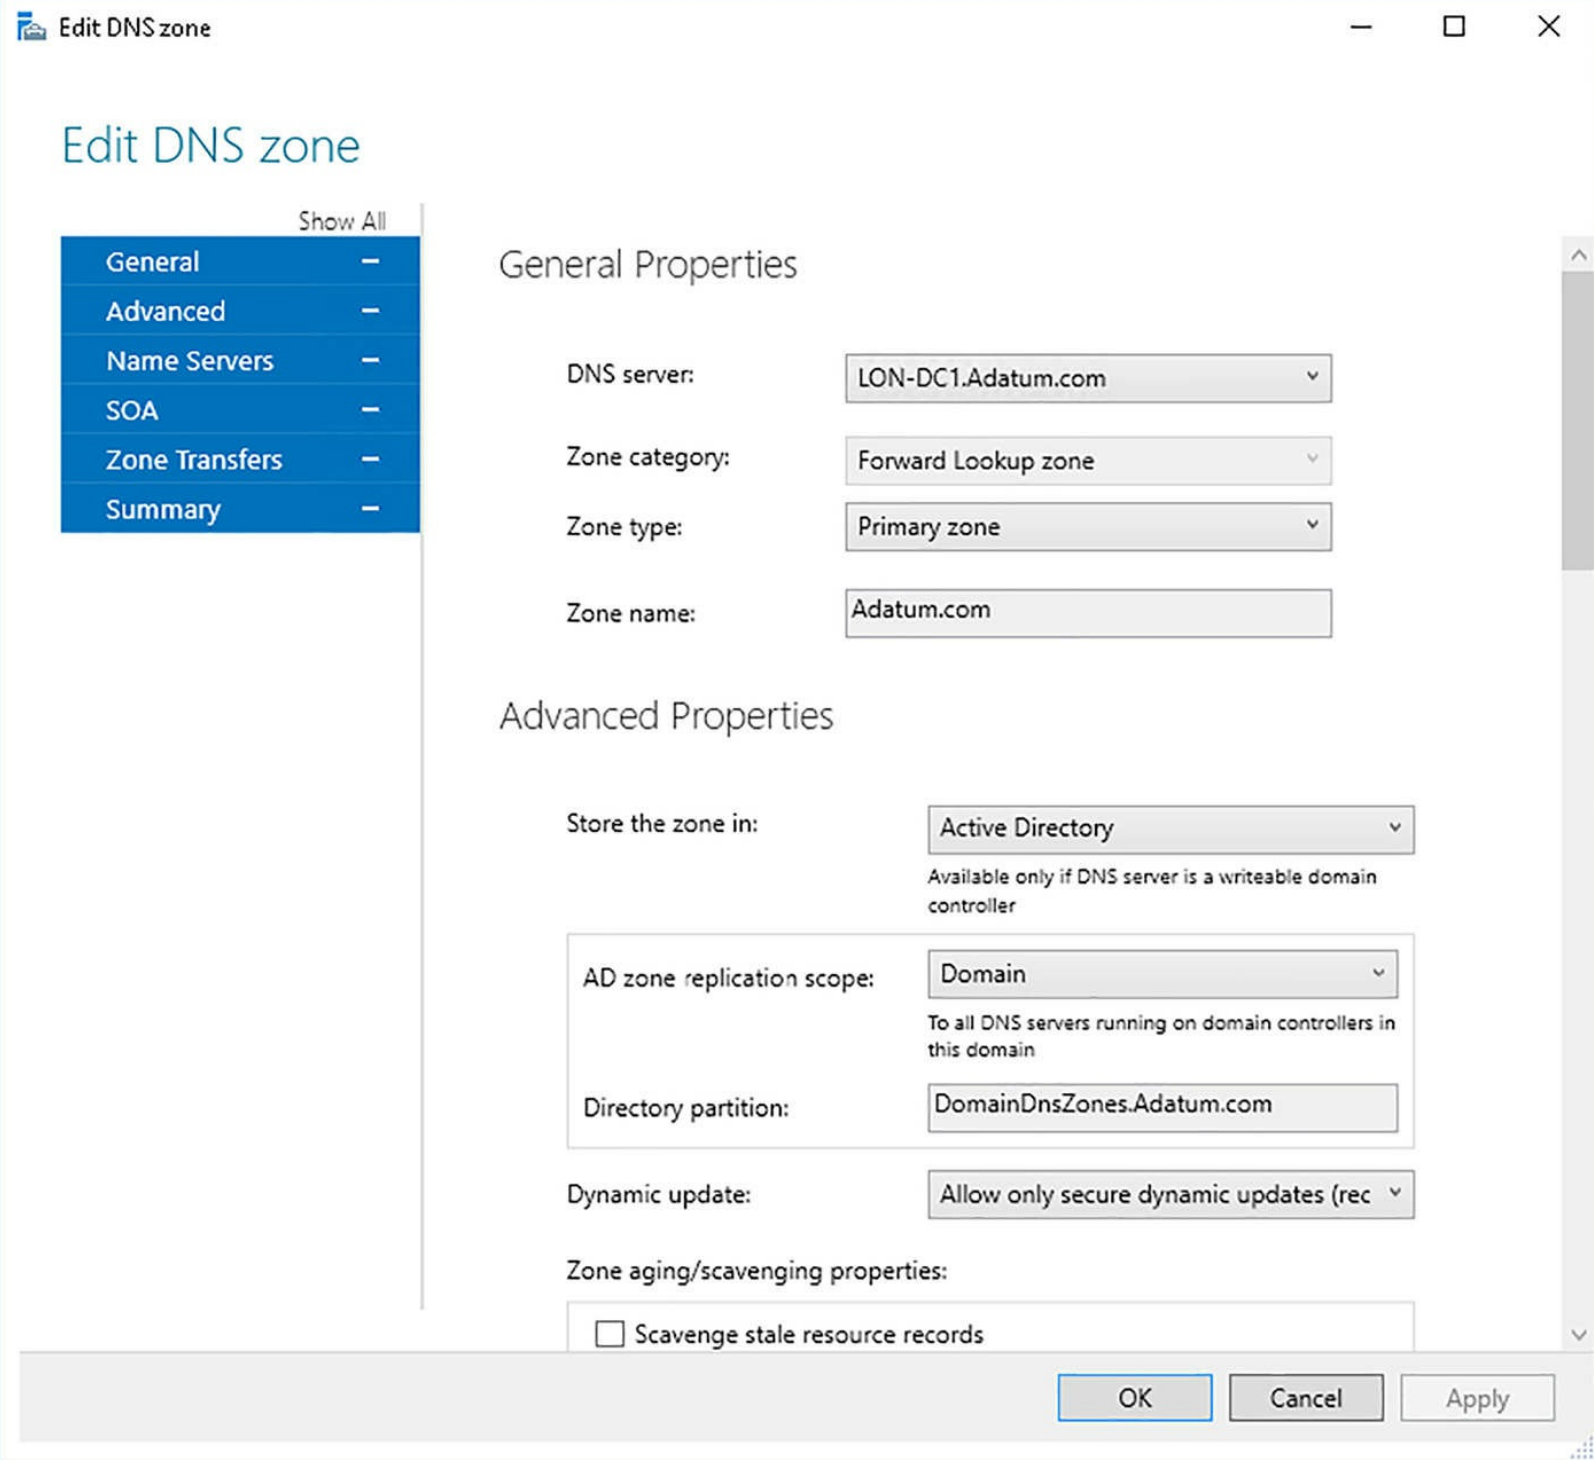 Edit DNS zone
Edit DNS zone
Show All
General
Advanced
Name Servers
SOA
Zone Transfers
Summary
General Properties
DNS server:
LON-DC1.Adatum.com
Zone category:
Forward Lookup zone
Zone type:
Primary zone
Zone name:
Adatum.com
Advanced Properties
Store the zone in:
Active Directory
Available only if DNS server is a writeable domain
controller
AD zone replication scope:
Domain
To all DNS servers running on domain controllers in
this domain
Directory partition:
DomainDnsZones.Adatum.com
Dynamic update:
Allow only secure dynamic updates (rec
Zone aging/scavenging properties:
Scavenge stale resource records
OK
Cancel
Apply